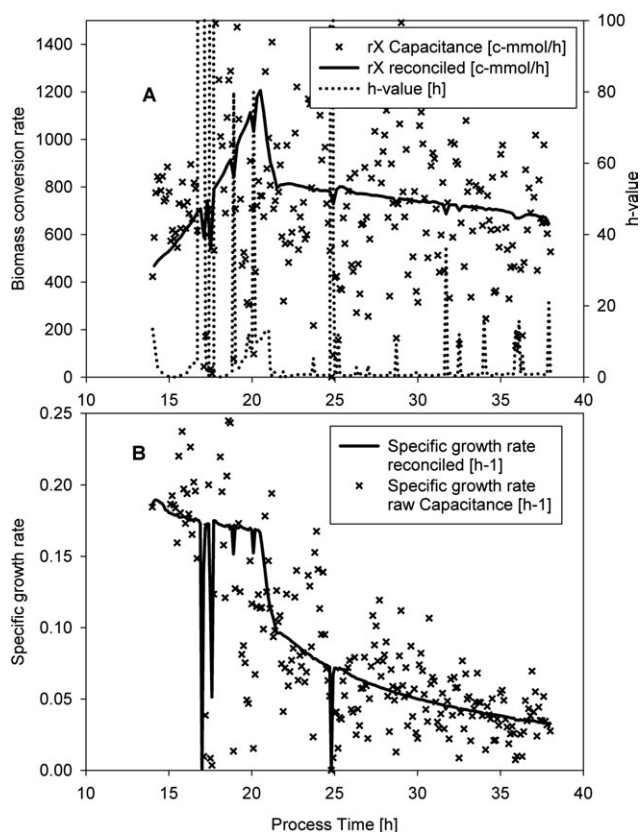 1400
1200
1000
800
600
400
200
0
100
80
60
40
20
0
Biomass conversion rate
h-value
A
rX Capacitance [c-mmol/h]
rX reconciled [c-mmol/h]
h-value [h]
10
15
20
25
30
35
40
0.25
0.20
0.15
0.10
0.05
0.00
Specific growth rate
B
Specific growth rate
reconciled [h-1]
Specific growth rate
raw Capacitance [h-1]
10
15
20
25
30
35
40
Process Time [h]